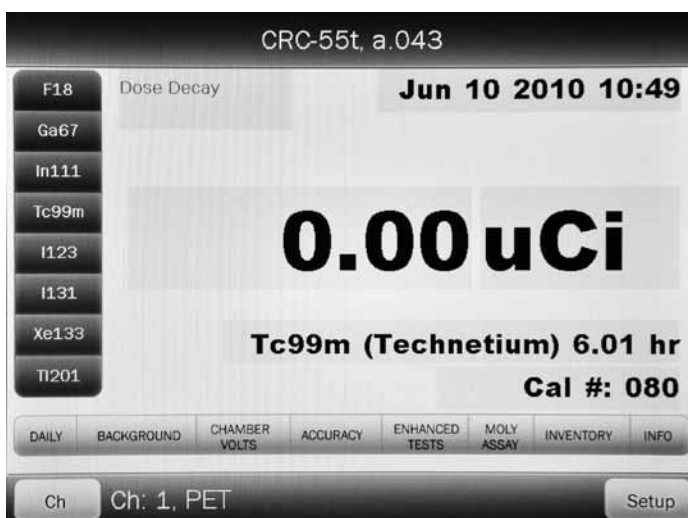 CRC-55t, a.043
F18
Dose Decay
Jun 10 2010 10:49
Ga67
In111
Tc99m
0.00 uCi
I123
I131
Xe133
Tc99m (Technetium) 6.01 hr
Tl201
Cal #: 080
DAILY
BACKGROUND
CHAMBER
VOLTS
ACCURACY
ENHANCED
TESTS
MOLY
ASSAY
INVENTORY
INFO
Ch
Ch: 1, PET
Setup